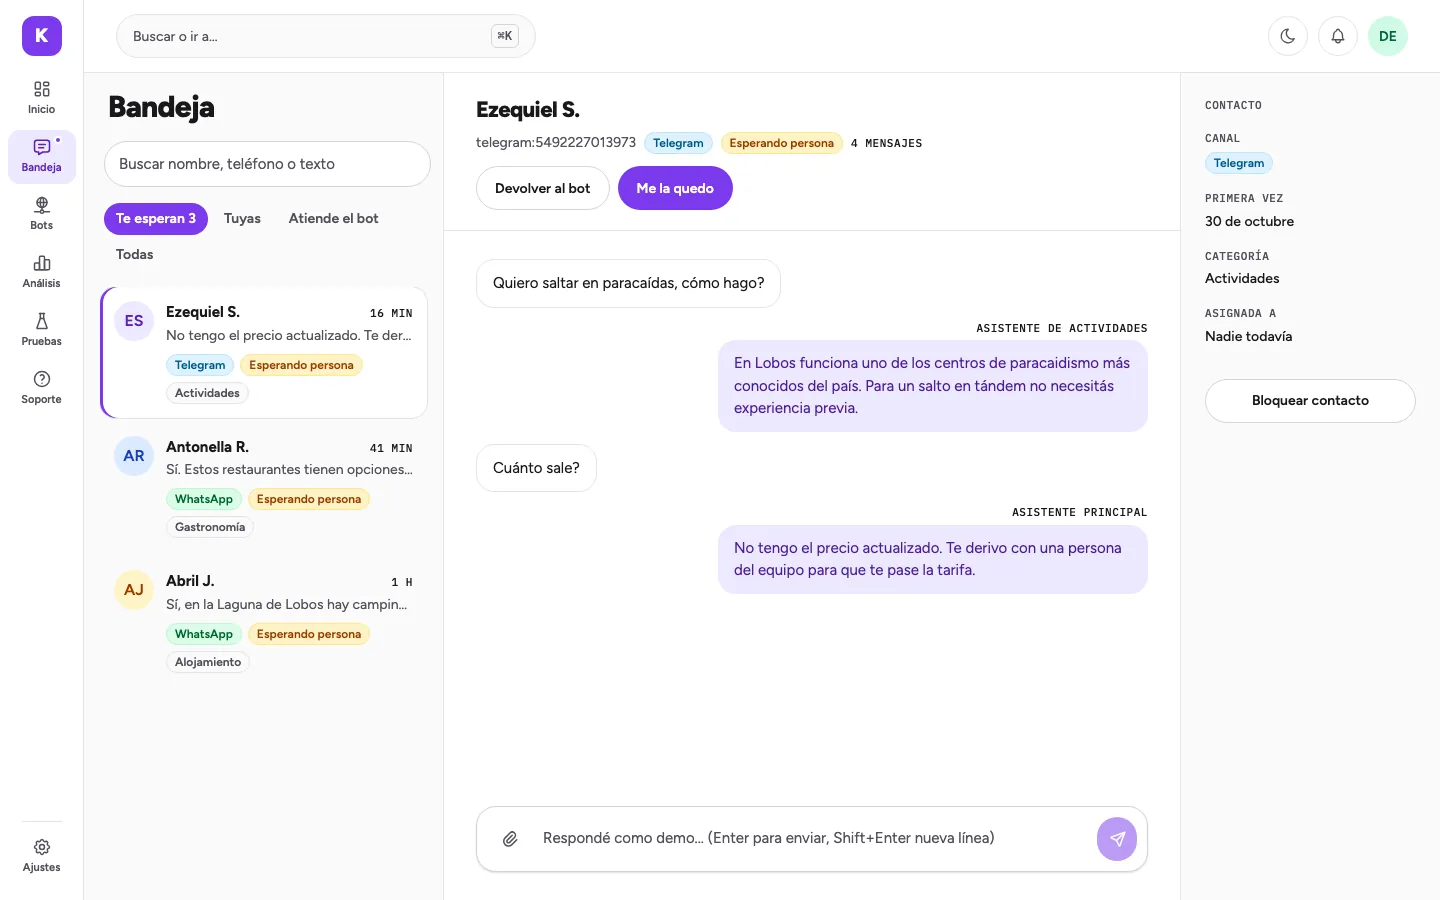 K
Buscar o ir a...
⌘K
DE
Inicio
Bandeja
Bots
Análisis
Pruebas
Soporte
Ajustes
Bandeja
Buscar nombre, teléfono o texto
Te esperan 3
Tuyas
Atiende el bot
Todas
ES
Ezequiel S.
16 MIN
No tengo el precio actualizado. Te der...
Telegram
Esperando persona
Actividades
AR
Antonella R.
41 MIN
Sí. Estos restaurantes tienen opciones...
WhatsApp
Esperando persona
Gastronomía
AJ
Abril J.
1 H
Sí, en la Laguna de Lobos hay campin...
WhatsApp
Esperando persona
Alojamiento
Ezequiel S.
telegram:5492227013973
Telegram
Esperando persona
4 MENSAJES
Devolver al bot
Me la quedo
Quiero saltar en paracaídas, cómo hago?
ASISTENTE DE ACTIVIDADES
En Lobos funciona uno de los centros de paracaidismo más
conocidos del país. Para un salto en tándem no necesitás
experiencia previa.
Cuánto sale?
ASISTENTE PRINCIPAL
No tengo el precio actualizado. Te derivo con una persona
del equipo para que te pase la tarifa.
Respondé como demo... (Enter para enviar, Shift+Enter nueva línea)
CONTACTO
CANAL
Telegram
PRIMERA VEZ
30 de octubre
CATEGORÍA
Actividades
ASIGNADA A
Nadie todavía
Bloquear contacto